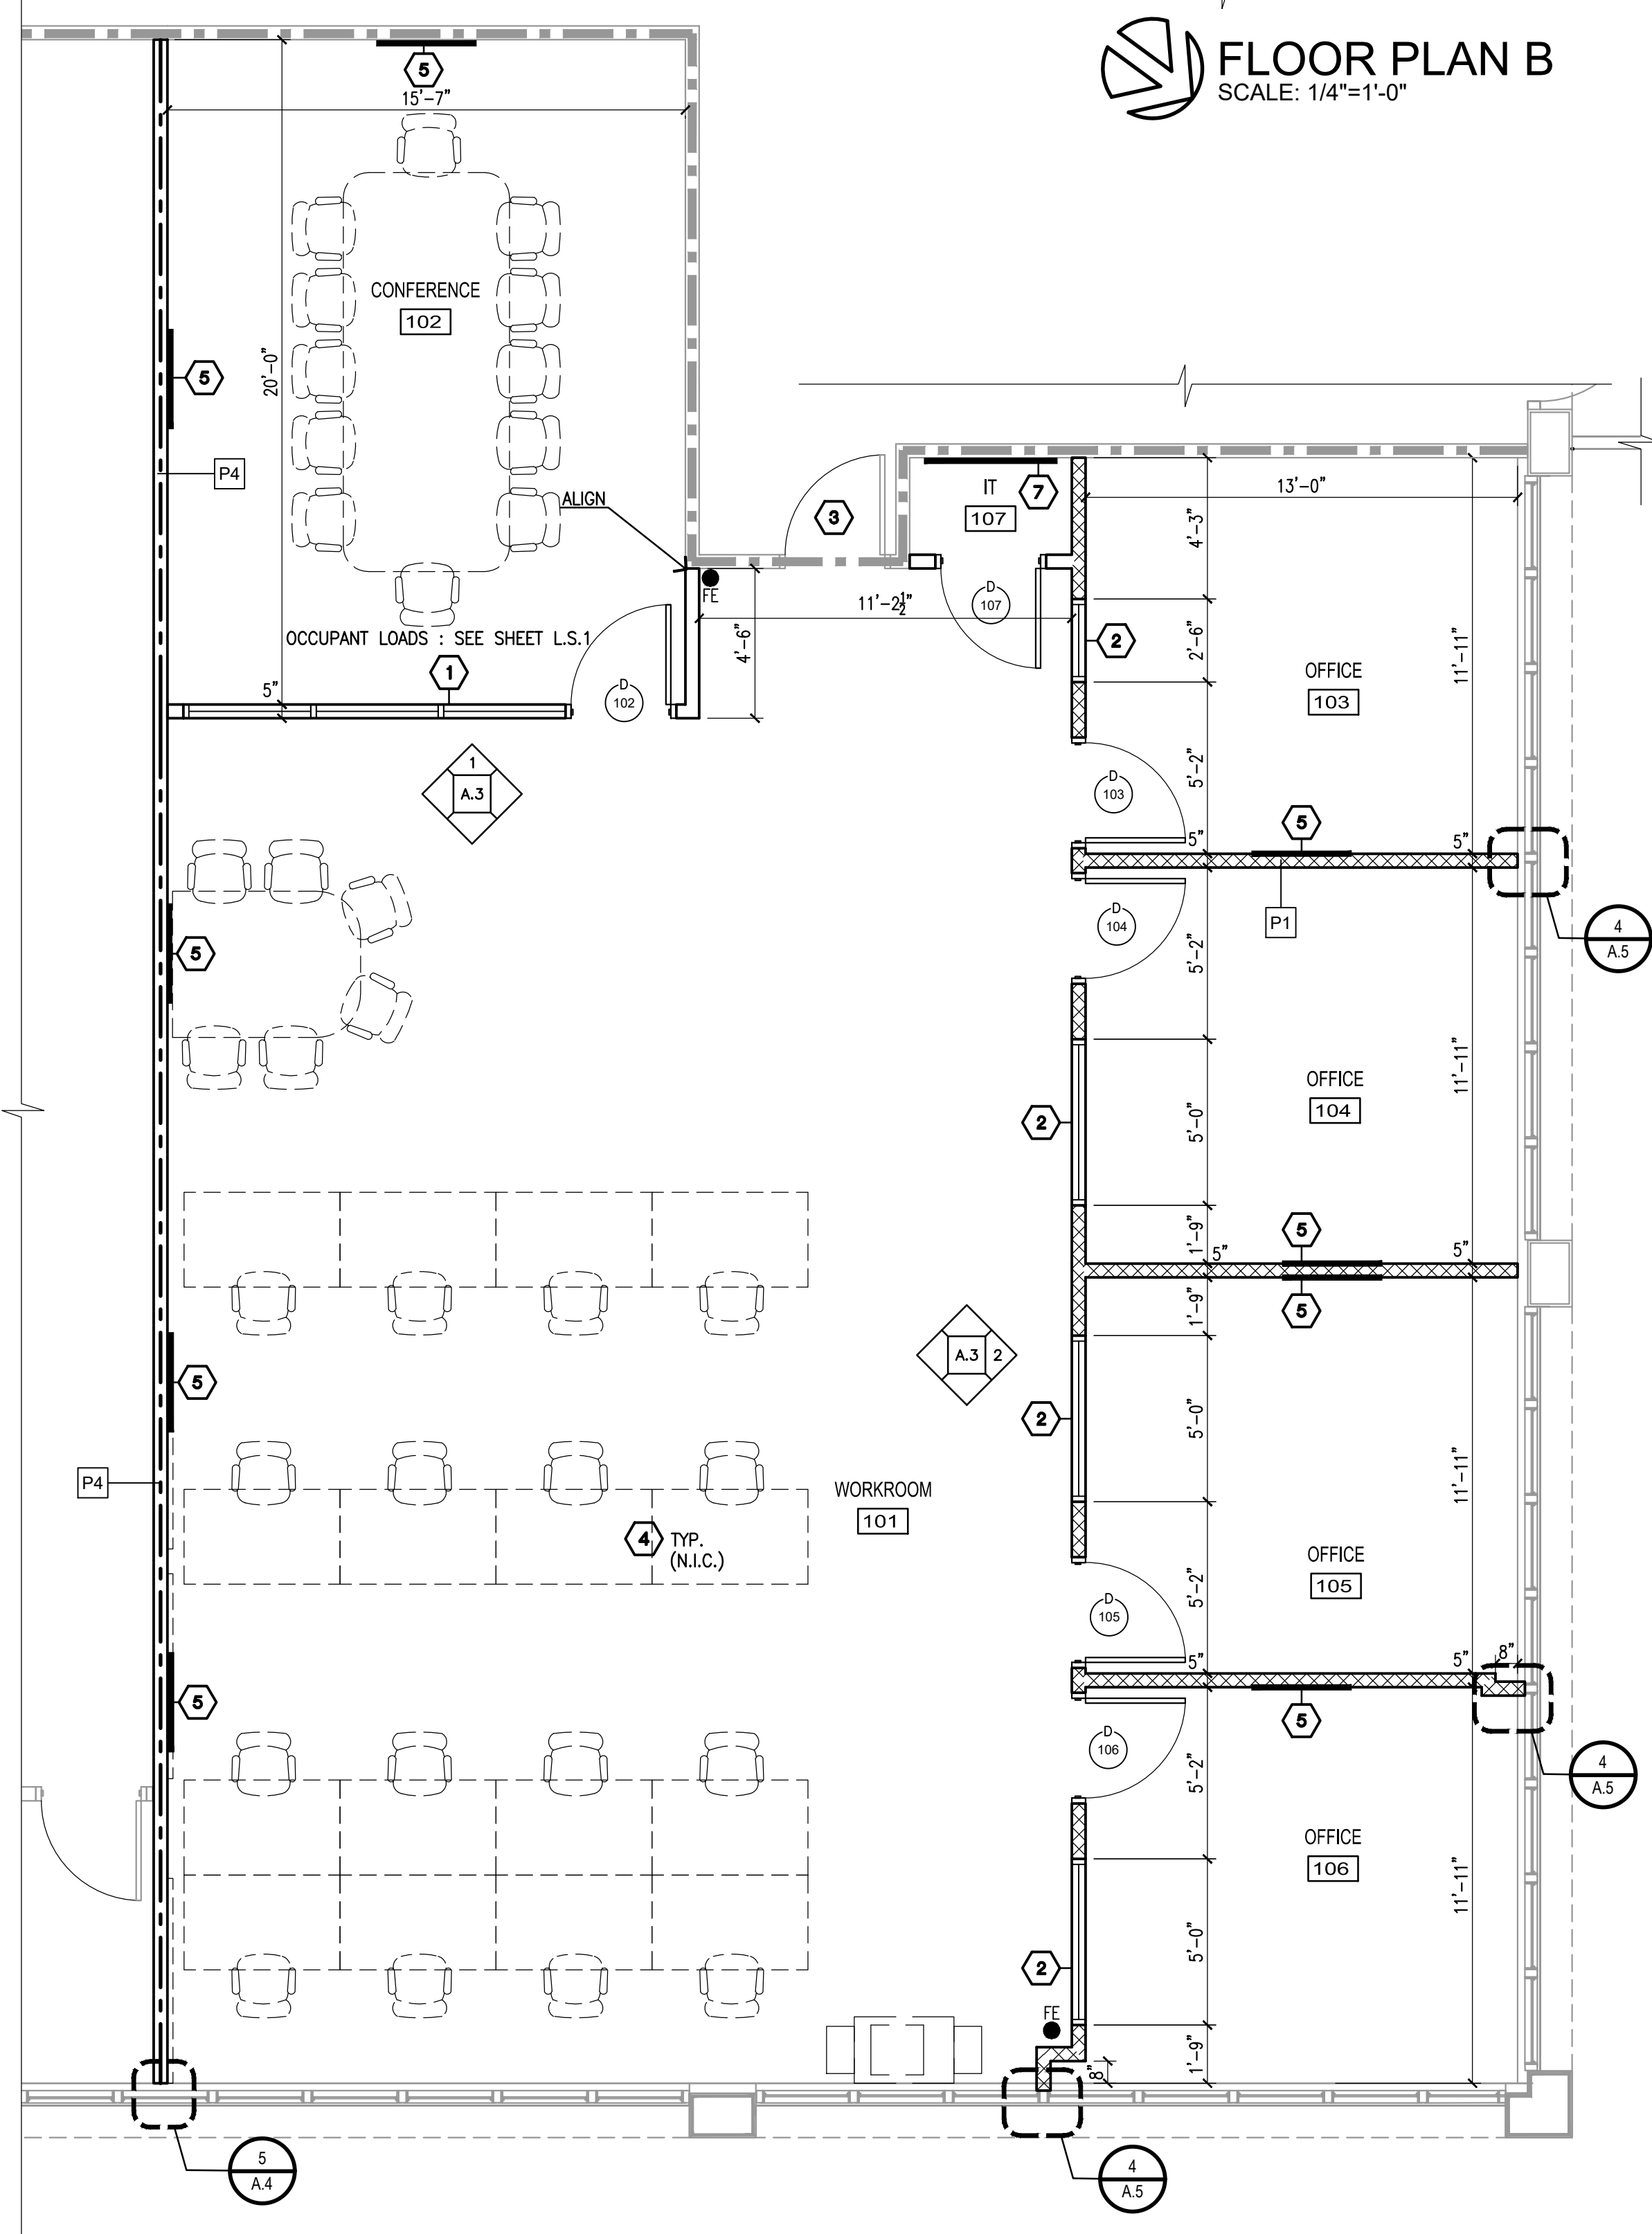 FLOOR PLAN B
SCALE: 1/4"=1'-0"
5
15'-7"
CONFERENCE
102
20'-0"
5
P4
ALIGN
3
IT
7
107
13'-0"
4'-3"
FE
11'-2½"
D
107
4'-6"
2
2'-6"
11'-11"
OFFICE
103
OCCUPANT LOADS : SEE SHEET L.S.1
1
5"
D
102
1
A.3
5'-2"
D
103
5
5"
5"
P1
D
104
4
A.5
5
5'-2"
OFFICE
104
11'-11"
2
5'-0"
5
1'-9"
5"
5"
5
1'-9"
A.3 2
5
2
5'-0"
P4
WORKROOM
101
11'-11"
4
TYP.
(N.I.C.)
OFFICE
105
D
105
5'-2"
5"
5"
8"
5
5
D
106
5'-2"
4
A.5
OFFICE
106
11'-11"
5'-0"
2
FE
1'-9"
8"
5
A.4
4
A.5